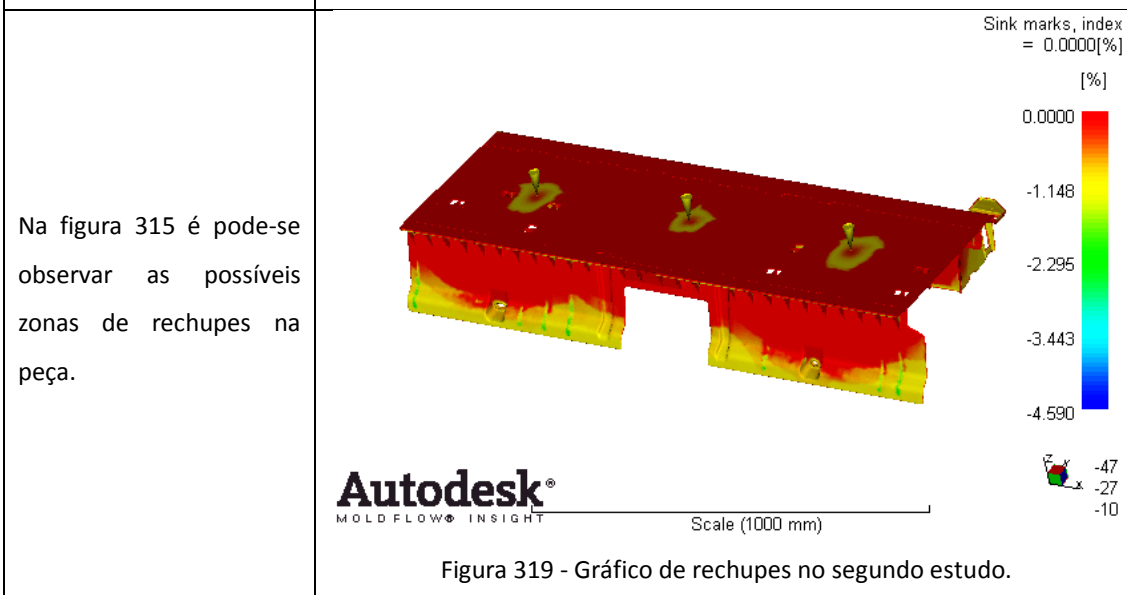 Na figura 315 é pode-se
observar as possíveis
zonas de rechupes na
peça.
Sink marks, index
= 0.0000[%]
[%]
0.0000
-1.148
-2.295
-3.443
-4.590
Z Y
X
-47
-27
-10
Autodesk®
MOLDFLOW® INSIGHT
Scale (1000 mm)
Figura 319 - Gráfico de rechupes no segundo estudo.